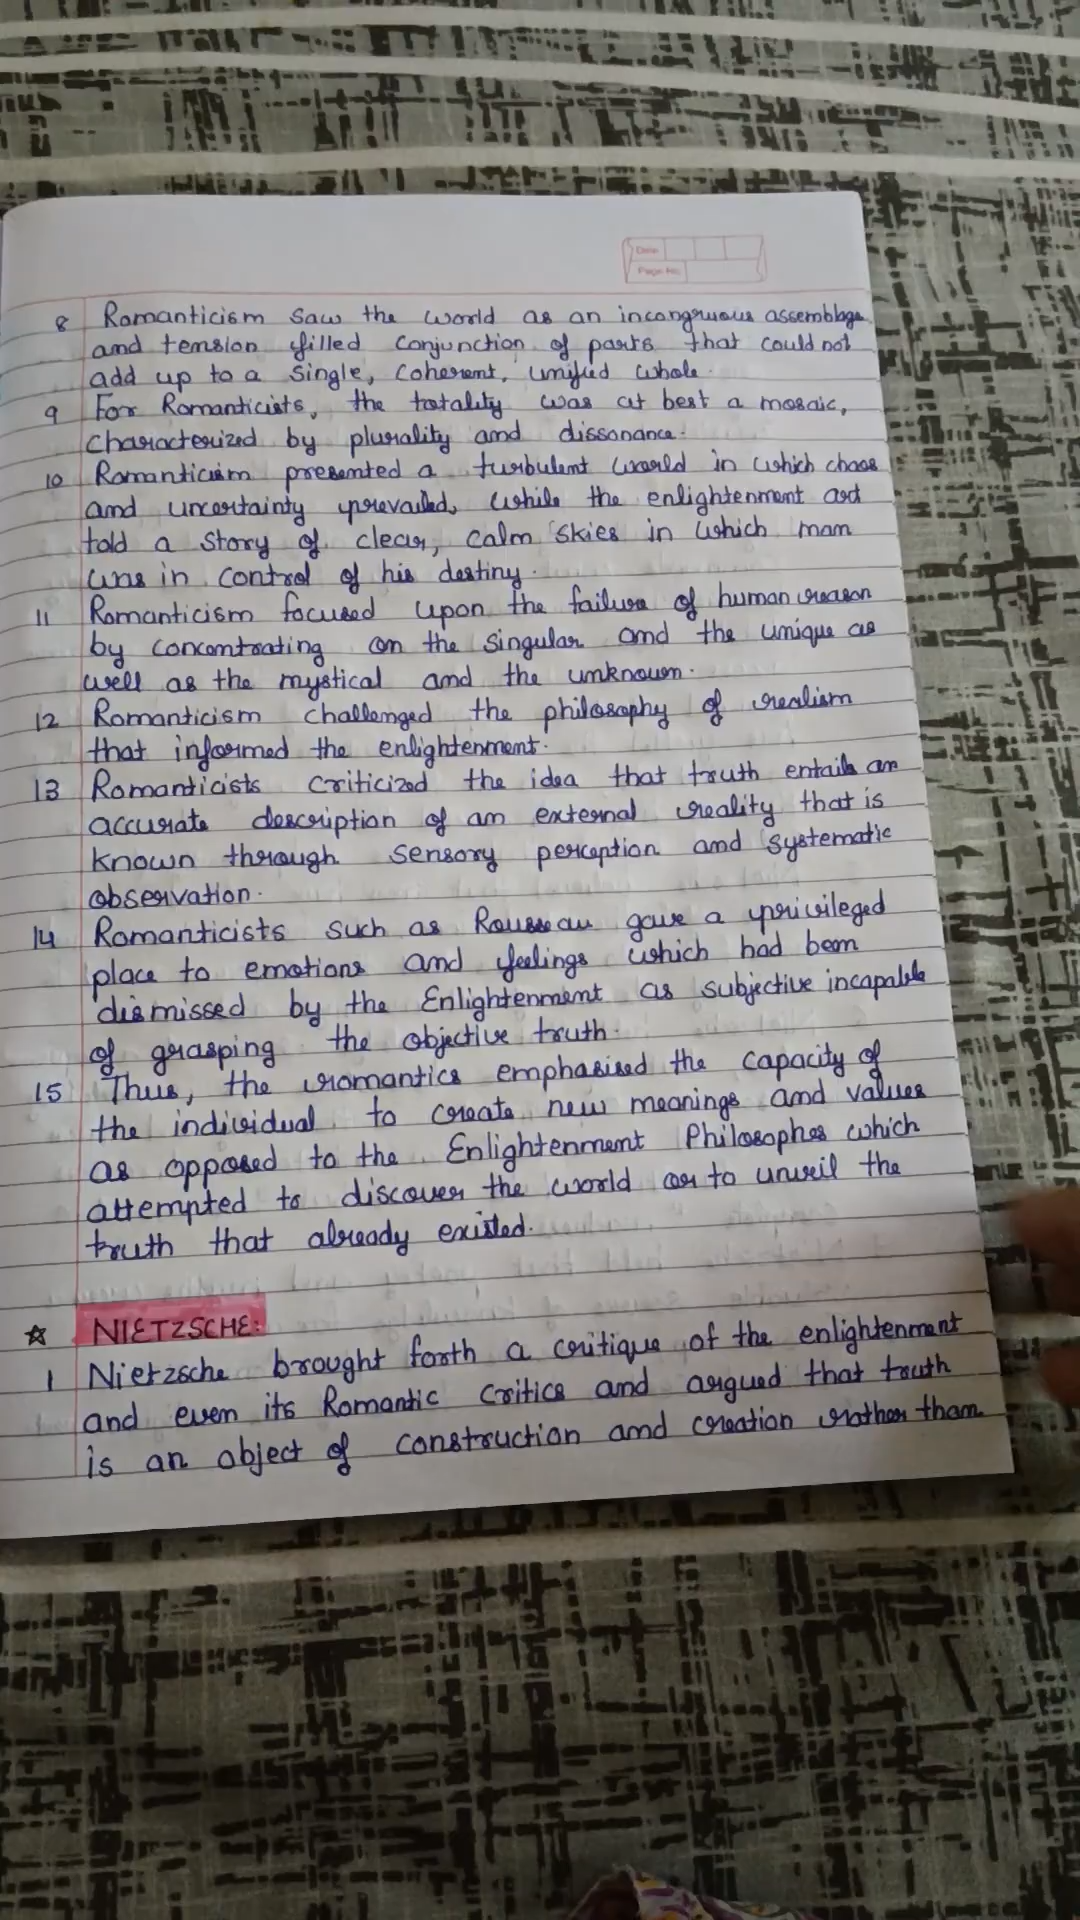 Date
Page No.
8 Romanticism saw the world as an incongruous assemblage
and tension filled conjunction of parts that could not
add up to a single, coherent, unified whole.
9 For Romanticists, the totality was at best a mosaic,
characterized by plurality and dissonance.
10 Romanticism presented a turbulent world in which chaos
and uncertainty prevailed, while the enlightenment art
told a story of clear, calm skies in which man
was in control of his destiny.
11 Romanticism focused upon the failure of human reason
by concentrating on the singular and the unique as
well as the mystical and the unknown.
12 Romanticism challenged the philosophy of realism
that informed the enlightenment.
13 Romanticists criticized the idea that truth entails an
accurate description of an external reality that is
known through sensory perception and systematic
observation.
14 Romanticists such as Rousseau gave a privileged
place to emotions and feelings which had been
dismissed by the Enlightenment as subjective incapable
of grasping the objective truth.
15 Thus, the romantics emphasised the capacity of
the individual to create new meanings and values
as opposed to the Enlightenment Philosophes which
attempted to discover the world or to unveil the
truth that already existed.
☆ NIETZSCHE:
1 Nietzsche brought forth a critique of the enlightenment
and even its Romantic critics and argued that truth
is an object of construction and creation rather than